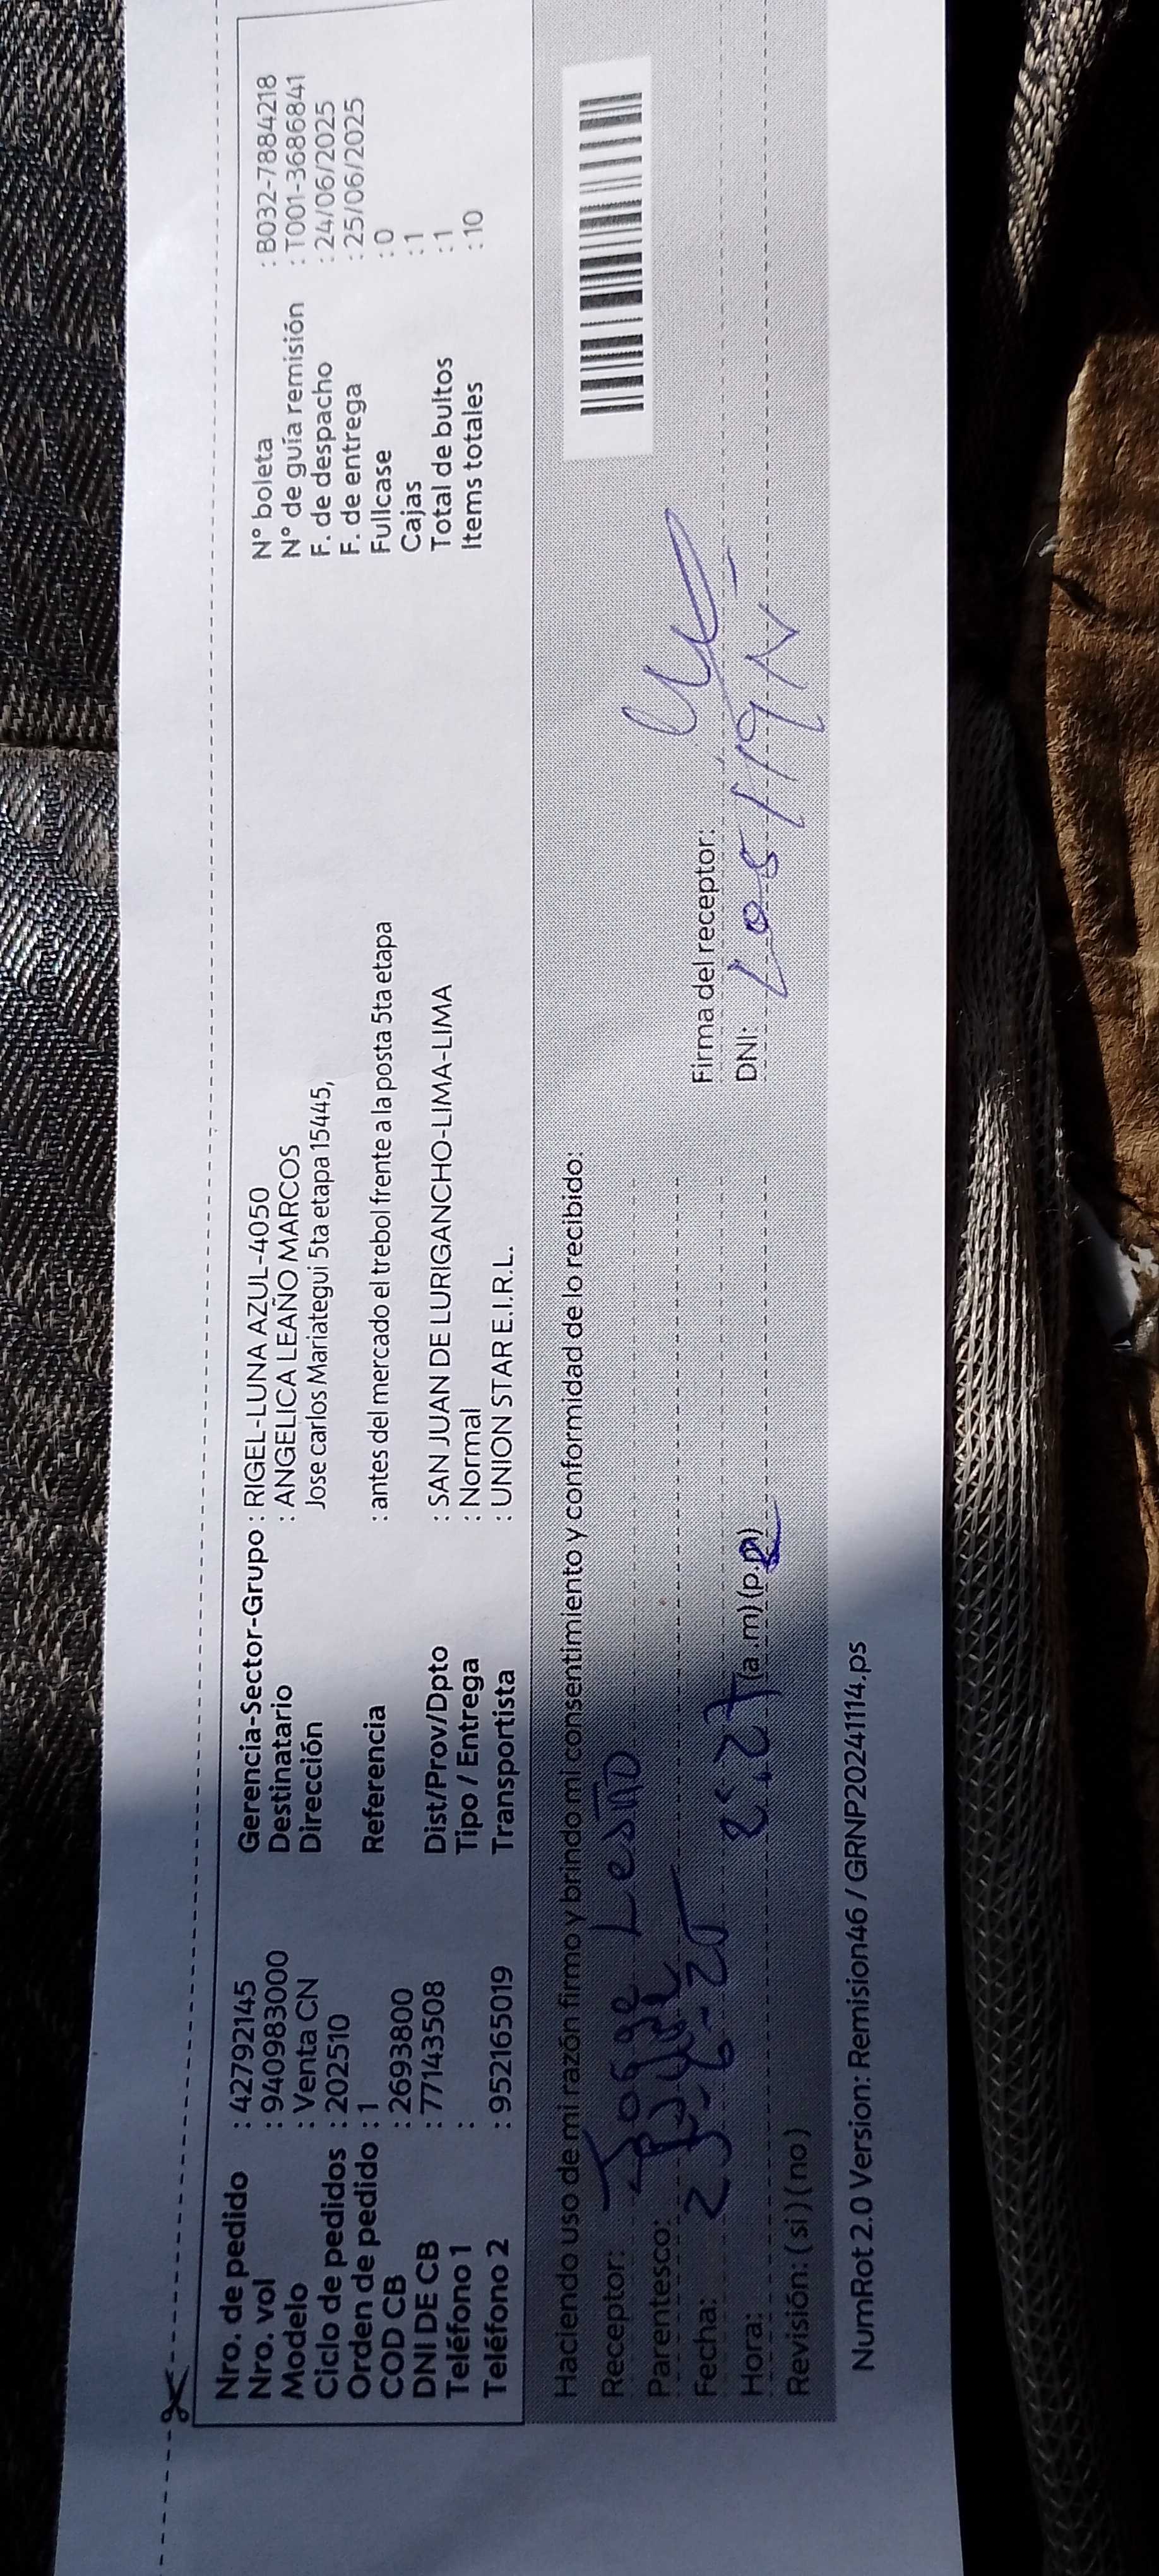 Nro. de pedido : 42792145
Nro. vol : 940983000
Modelo : Venta CN
Ciclo de pedidos : 202510
Orden de pedido : 1
COD CB : 2693800
DNI DE CB : 77143508
Teléfono 1 :
Teléfono 2 : 952165019
Gerencia-Sector-Grupo : RIGEL-LUNA AZUL-4050
Destinatario : ANGELICA LEAÑO MARCOS
Dirección Jose carlos Mariategui 5ta etapa 15445,
Referencia : antes del mercado el trebol frente a la posta 5ta etapa
Dist/Prov/Dpto : SAN JUAN DE LURIGANCHO-LIMA-LIMA
Tipo / Entrega : Normal
Transportista : UNION STAR E.I.R.L.
N° boleta : B032-7884218
N° de guía remisión : T001-3686841
F. de despacho : 24/06/2025
F. de entrega : 25/06/2025
Fullcase : 0
Cajas : 1
Total de bultos : 1
Items totales : 10
Haciendo uso de mi razón firmo y brindo mi consentimiento y conformidad de lo recibido:
Receptor: Jorge
Parentesco:
Fecha: 25-6-25
Hora: 2:27 (a.m) (p.m)
Revisión: ( si ) ( no )
Firma del receptor:
DNI:
NumRot 2.0 Version: Remision46 / GRNP20241114.ps